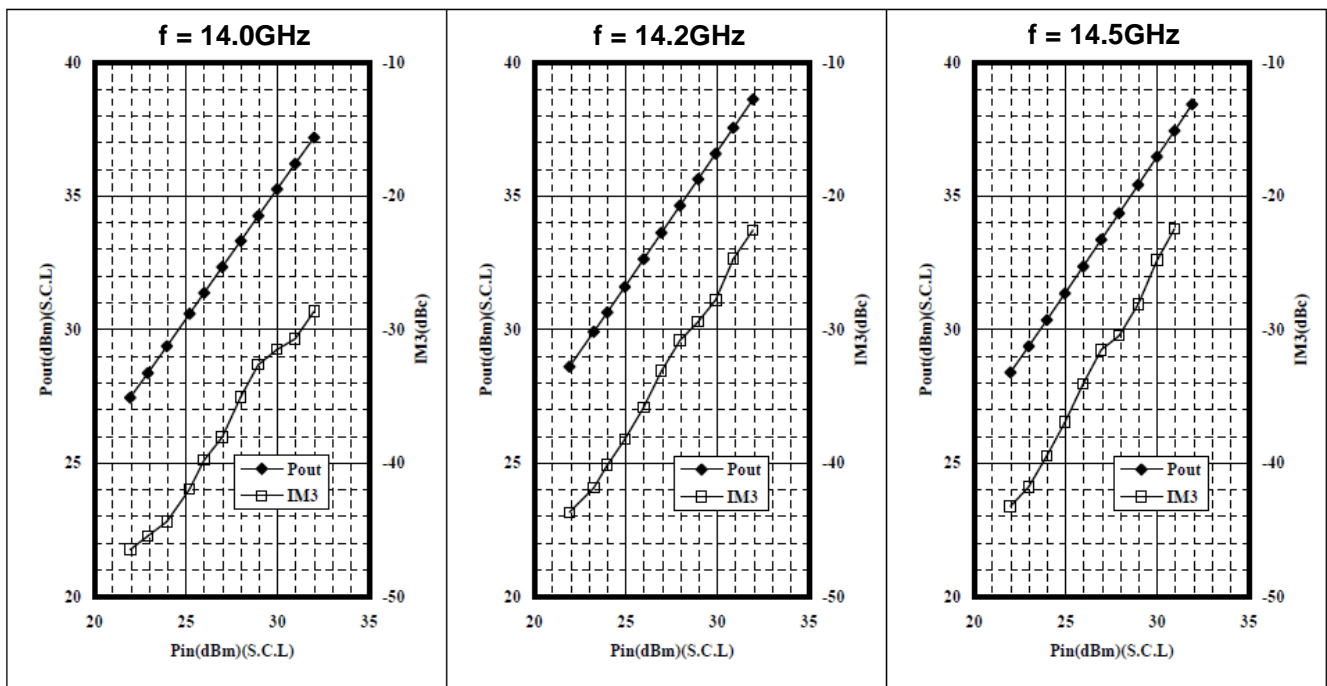 f = 14.0GHz
40
35
30
25
20
-10
-20
-30
-40
-50
Pout(dBm)(S.C.L)
IM3(dBc)
Pout
IM3
20 25 30 35
Pin(dBm)(S.C.L)
f = 14.2GHz
40
35
30
25
20
-10
-20
-30
-40
-50
Pout(dBm)(S.C.L)
IM3(dBc)
Pout
IM3
20 25 30 35
Pin(dBm)(S.C.L)
f = 14.5GHz
40
35
30
25
20
-10
-20
-30
-40
-50
Pout(dBm)(S.C.L)
IM3(dBc)
Pout
IM3
20 25 30 35
Pin(dBm)(S.C.L)